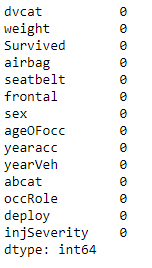 dvcat 0
weight 0
Survived 0
airbag 0
seatbelt 0
frontal 0
sex 0
ageOFocc 0
yearacc 0
yearVeh 0
abcat 0
occRole 0
deploy 0
injSeverity 0
dtype: int64